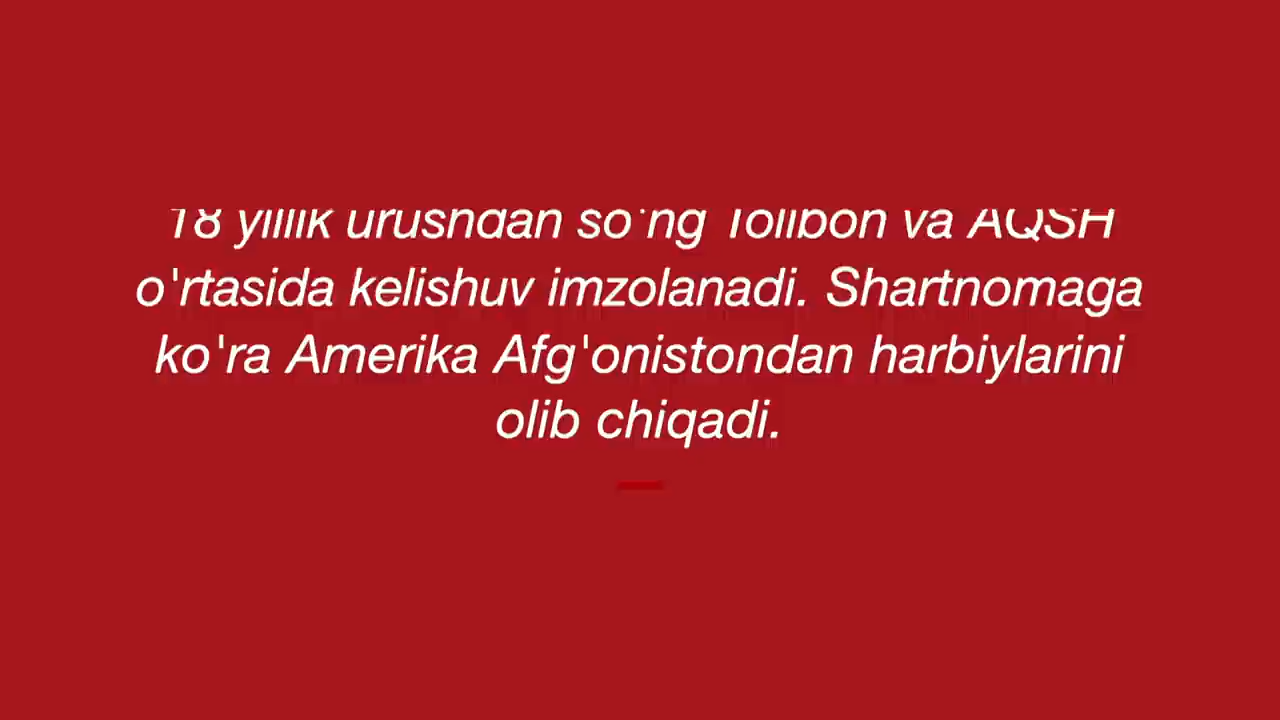 18 yillik urushdan so'ng Tolibon va AQSH
o'rtasida kelishuv imzolanadi. Shartnomaga
ko'ra Amerika Afg'onistondan harbiylarini
olib chiqadi.